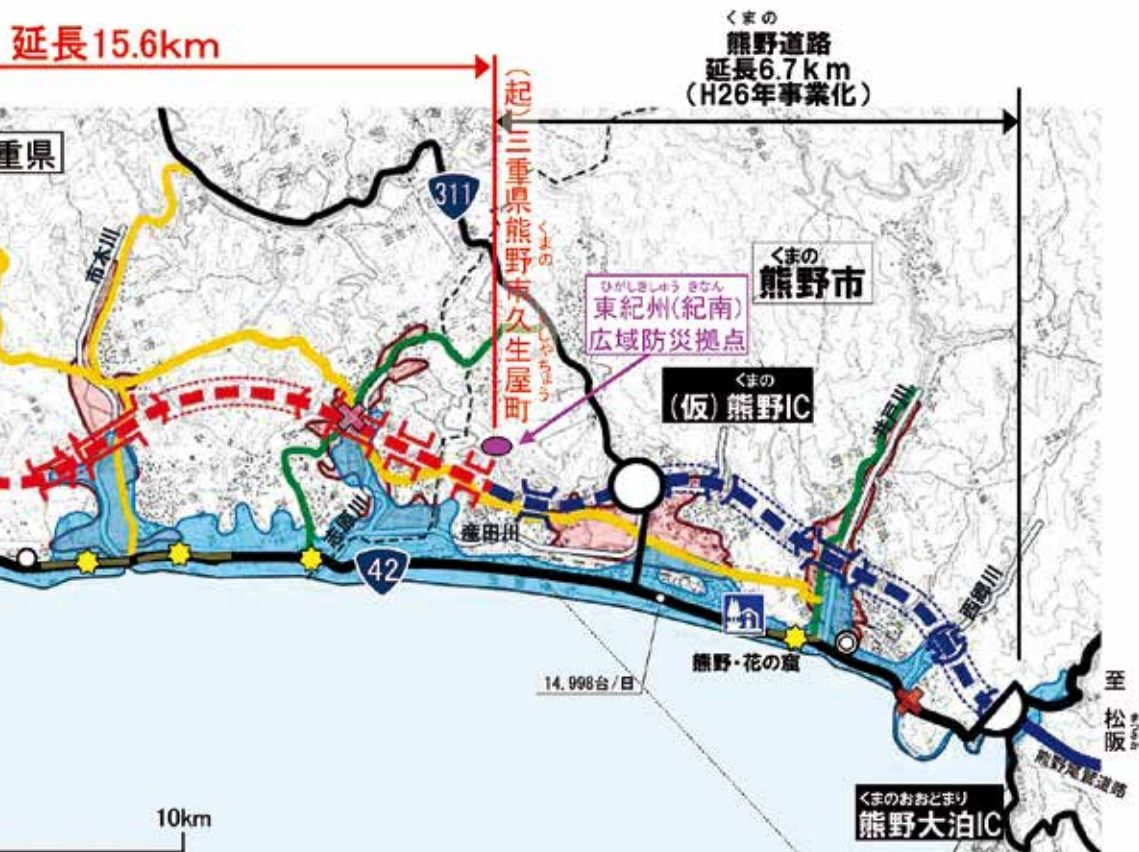 延長15.6km
くまの
熊野道路
延長6.7km
(H26年事業化)
重県
311
(起)三重県熊野市久生屋町
くまの
しゃちょう
市木川
くまの
熊野市
ひがしきしゅう きなん
東紀州(紀南)
広域防災拠点
くまの
(仮)熊野IC
井戸川
志原川
産田川
42
西郷川
熊野・花の窟
14,998台/日
至 松阪
まつさか
熊野尾鷲道路
くまのおおどまり
熊野大泊IC
10km